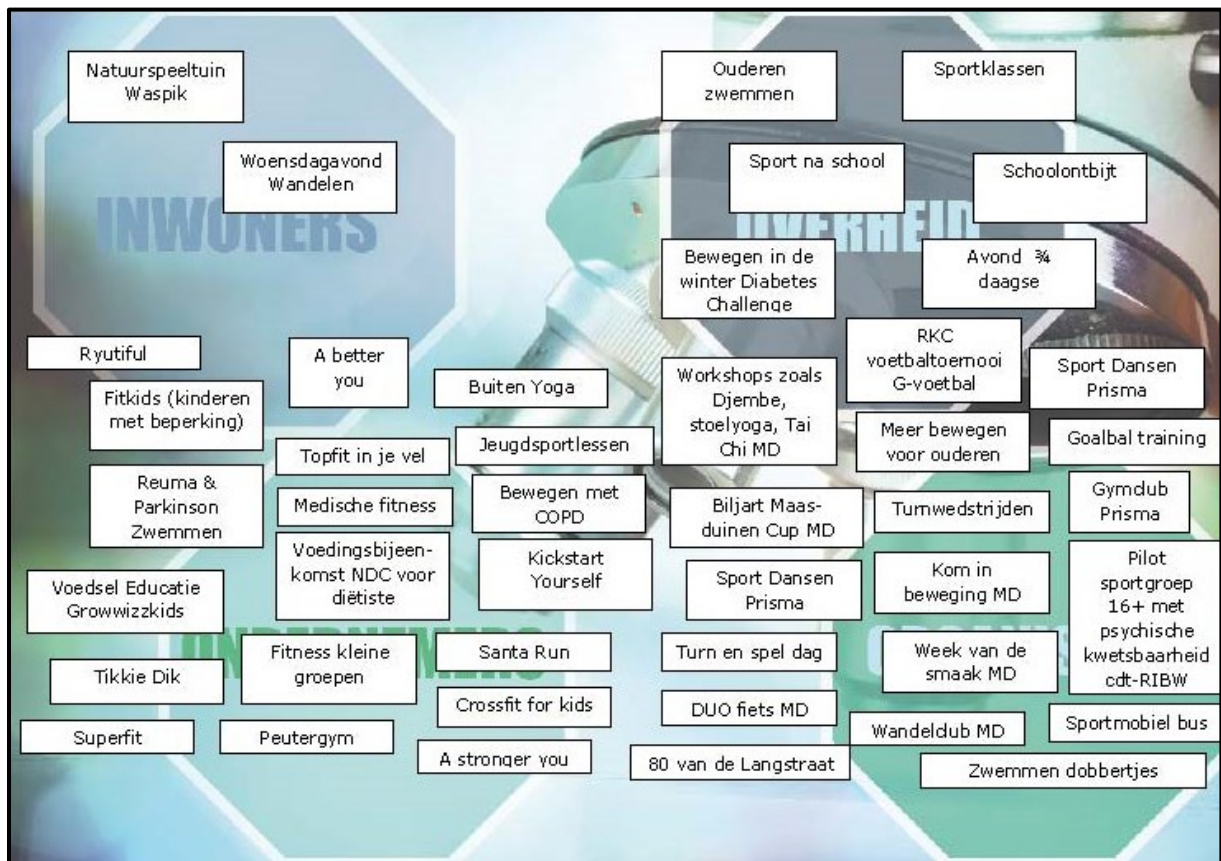 Natuurspeeltuin
Waspik
Woensdagavond
Wandelen
INWONERS
Ouderen
zwemmen
Sportklassen
Sport na school
Schoolontbijt
OVERHEID
Bewegen in de
winter Diabetes
Challenge
Avond ¾
daagse
Ryutiful
A better
you
Fitkids (kinderen
met beperking)
Topfit in je vel
Reuma &
Parkinson
Zwemmen
Medische fitness
Voedingsbijeen-
komst NDC voor
diëtiste
Buiten Yoga
Jeugdsportlessen
Bewegen met
COPD
Kickstart
Yourself
Voedsel Educatie
Growwizzkids
Tikkie Dik
Fitness kleine
groepen
Santa Run
Crossfit for kids
Superfit
Peutergym
A stronger you
Workshops zoals
Djembe,
stoelyoga, Tai
Chi MD
RKC
voetbaltoernooi
G-voetbal
Sport Dansen
Prisma
Meer bewegen
voor ouderen
Goalbal training
Biljart Maas-
duinen Cup MD
Turnwedstrijden
Gymclub
Prisma
Sport Dansen
Prisma
Kom in
beweging MD
Pilot
sportgroep
16+ met
psychische
kwetsbaarheid
cdt-RIBW
Turn en spel dag
Week van de
smaak MD
DUO fiets MD
Wandelclub MD
Sportmobiel bus
80 van de Langstraat
Zwemmen dobbertjes